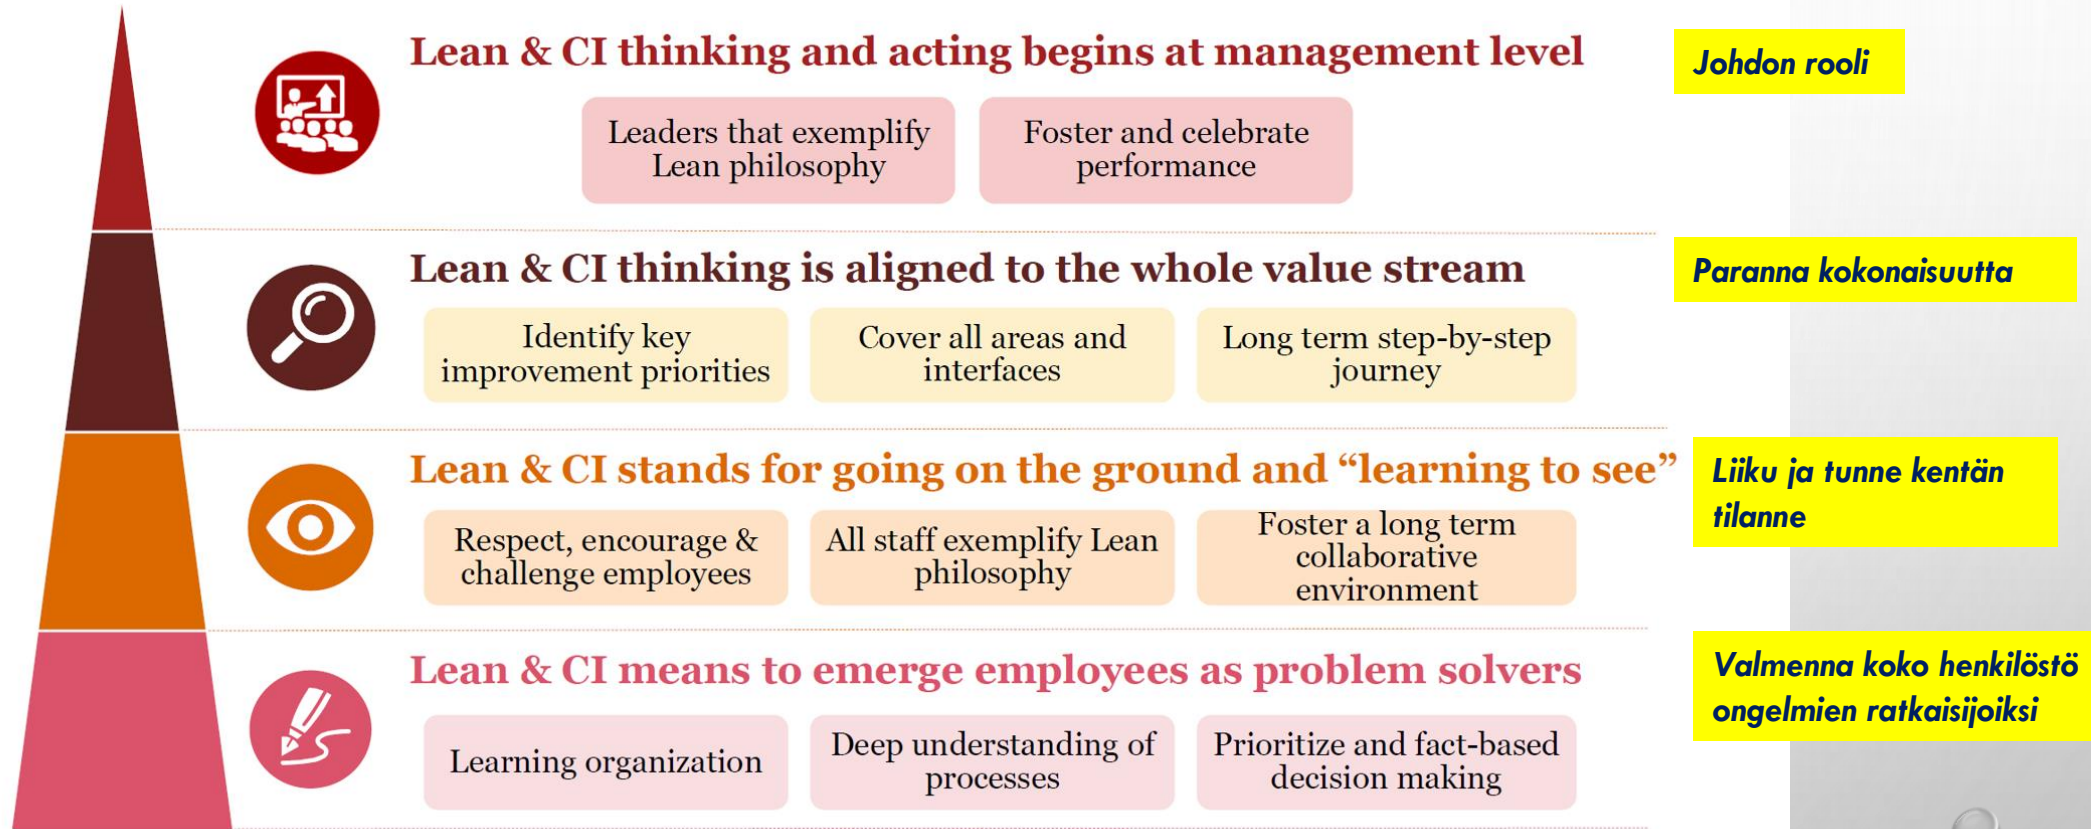 Lean & CI thinking and acting begins at management level
Johdon rooli
Leaders that exemplify
Lean philosophy
Foster and celebrate
performance
Lean & CI thinking is aligned to the whole value stream
Paranna kokonaisuutta
Identify key
improvement priorities
Cover all areas and
interfaces
Long term step-by-step
journey
Lean & CI stands for going on the ground and “learning to see”
Liiku ja tunne kentän
tilanne
Respect, encourage &
challenge employees
All staff exemplify Lean
philosophy
Foster a long term
collaborative
environment
Lean & CI means to emerge employees as problem solvers
Valmenna koko henkilöstö
ongelmien ratkaisijoiksi
Learning organization
Deep understanding of
processes
Prioritize and fact-based
decision making